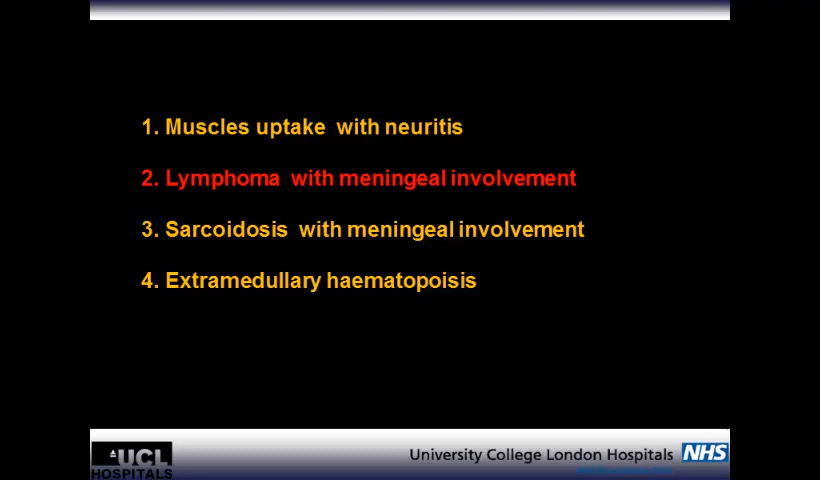 1. Muscles uptake with neuritis
2. Lymphoma with meningeal involvement
3. Sarcoidosis with meningeal involvement
4. Extramedullary haematopoisis
UCL
HOSPITALS
University College London Hospitals NHS